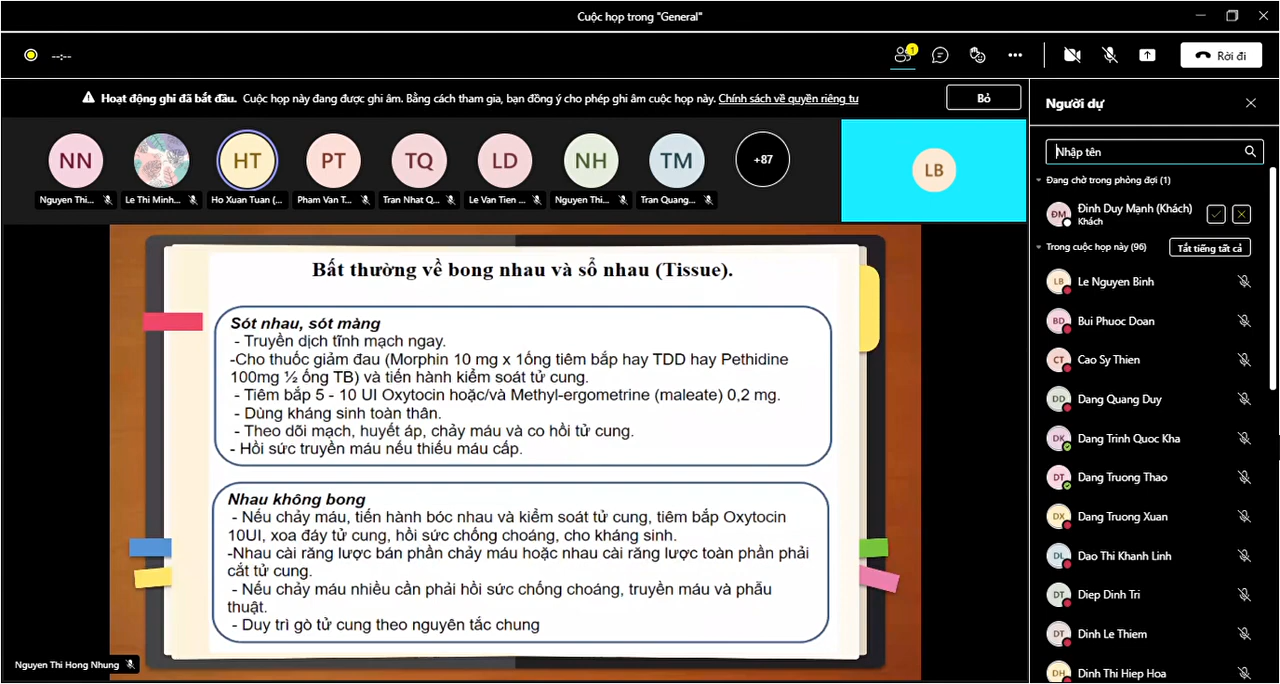 Cuộc họp trong "General"
--:--
1
Rời đi
Hoạt động ghi đã bắt đầu. Cuộc họp này đang được ghi âm. Bằng cách tham gia, bạn đồng ý cho phép ghi âm cuộc họp này. Chính sách về quyền riêng tư
Bỏ
NN
HT
PT
TQ
LD
NH
TM
+87
LB
Nguyen Thi...
Le Thi Minh...
Ho Xuan Tuan (...
Pham Van T...
Tran Nhat Q...
Le Van Tien ...
Nguyen Thi...
Tran Quang...
Bất thường về bong nhau và sổ nhau (Tissue).
Sót nhau, sót màng
- Truyền dịch tĩnh mạch ngay.
-Cho thuốc giảm đau (Morphin 10 mg x 1ống tiêm bắp hay TDD hay Pethidine
100mg ½ ống TB) và tiến hành kiểm soát tử cung.
- Tiêm bắp 5 - 10 UI Oxytocin hoặc/và Methyl-ergometrine (maleate) 0,2 mg.
- Dùng kháng sinh toàn thân.
- Theo dõi mạch, huyết áp, chảy máu và co hồi tử cung.
- Hồi sức truyền máu nếu thiếu máu cấp.
Nhau không bong
- Nếu chảy máu, tiến hành bóc nhau và kiểm soát tử cung, tiêm bắp Oxytocin
10UI, xoa đáy tử cung, hồi sức chống choáng, cho kháng sinh.
-Nhau cài răng lược bán phần chảy máu hoặc nhau cài răng lược toàn phần phải
cắt tử cung.
- Nếu chảy máu nhiều cần phải hồi sức chống choáng, truyền máu và phẫu
thuật.
- Duy trì gò tử cung theo nguyên tắc chung
Nguyen Thi Hong Nhung
Người dự
Nhập tên
Đang chờ trong phòng đợi (1)
ĐM
Đinh Duy Mạnh (Khách)
Khách
Trong cuộc họp này (96)
Tắt tiếng tất cả
LB Le Nguyen Binh
BD Bui Phuoc Doan
CT Cao Sy Thien
DD Dang Quang Duy
DK Dang Trinh Quoc Kha
DT Dang Truong Thao
DX Dang Truong Xuan
DL Dao Thi Khanh Linh
DT Diep Dinh Tri
DT Dinh Le Thiem
DH Dinh Thi Hiep Hoa